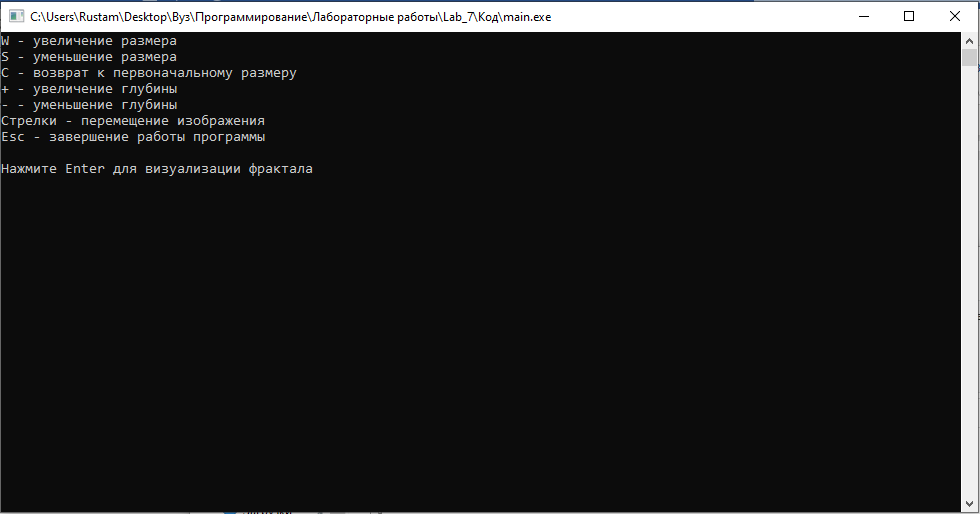 C:\Users\Rustam\Desktop\Вуз\Программирование\Лабораторные работы\Lab_7\Код\main.exe
W - увеличение размера
S - уменьшение размера
C - возврат к первоначальному размеру
+ - увеличение глубины
- - уменьшение глубины
Стрелки - перемещение изображения
Esc - завершение работы программы
Нажмите Enter для визуализации фрактала